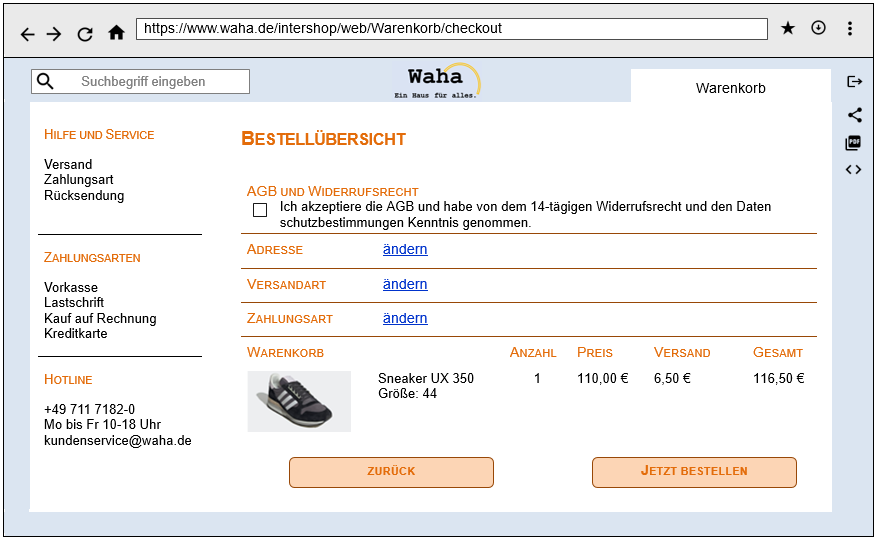 https://www.waha.de/intershop/web/Warenkorb/checkout
Suchbegriff eingeben
Waha
Ein Haus für alles.
Warenkorb
PDF
HILFE UND SERVICE
Versand
Zahlungsart
Rücksendung
ZAHLUNGSARTEN
Vorkasse
Lastschrift
Kauf auf Rechnung
Kreditkarte
HOTLINE
+49 711 7182-0
Mo bis Fr 10-18 Uhr
kundenservice@waha.de
BESTELLÜBERSICHT
AGB UND WIDERRUFSRECHT
Ich akzeptiere die AGB und habe von dem 14-tägigen Widerrufsrecht und den Daten
schutzbestimmungen Kenntnis genommen.
ADRESSE ändern
VERSANDART ändern
ZAHLUNGSART ändern
WARENKORB ANZAHL PREIS VERSAND GESAMT
Sneaker UX 350 1 110,00 € 6,50 € 116,50 €
Größe: 44
ZURÜCK JETZT BESTELLEN